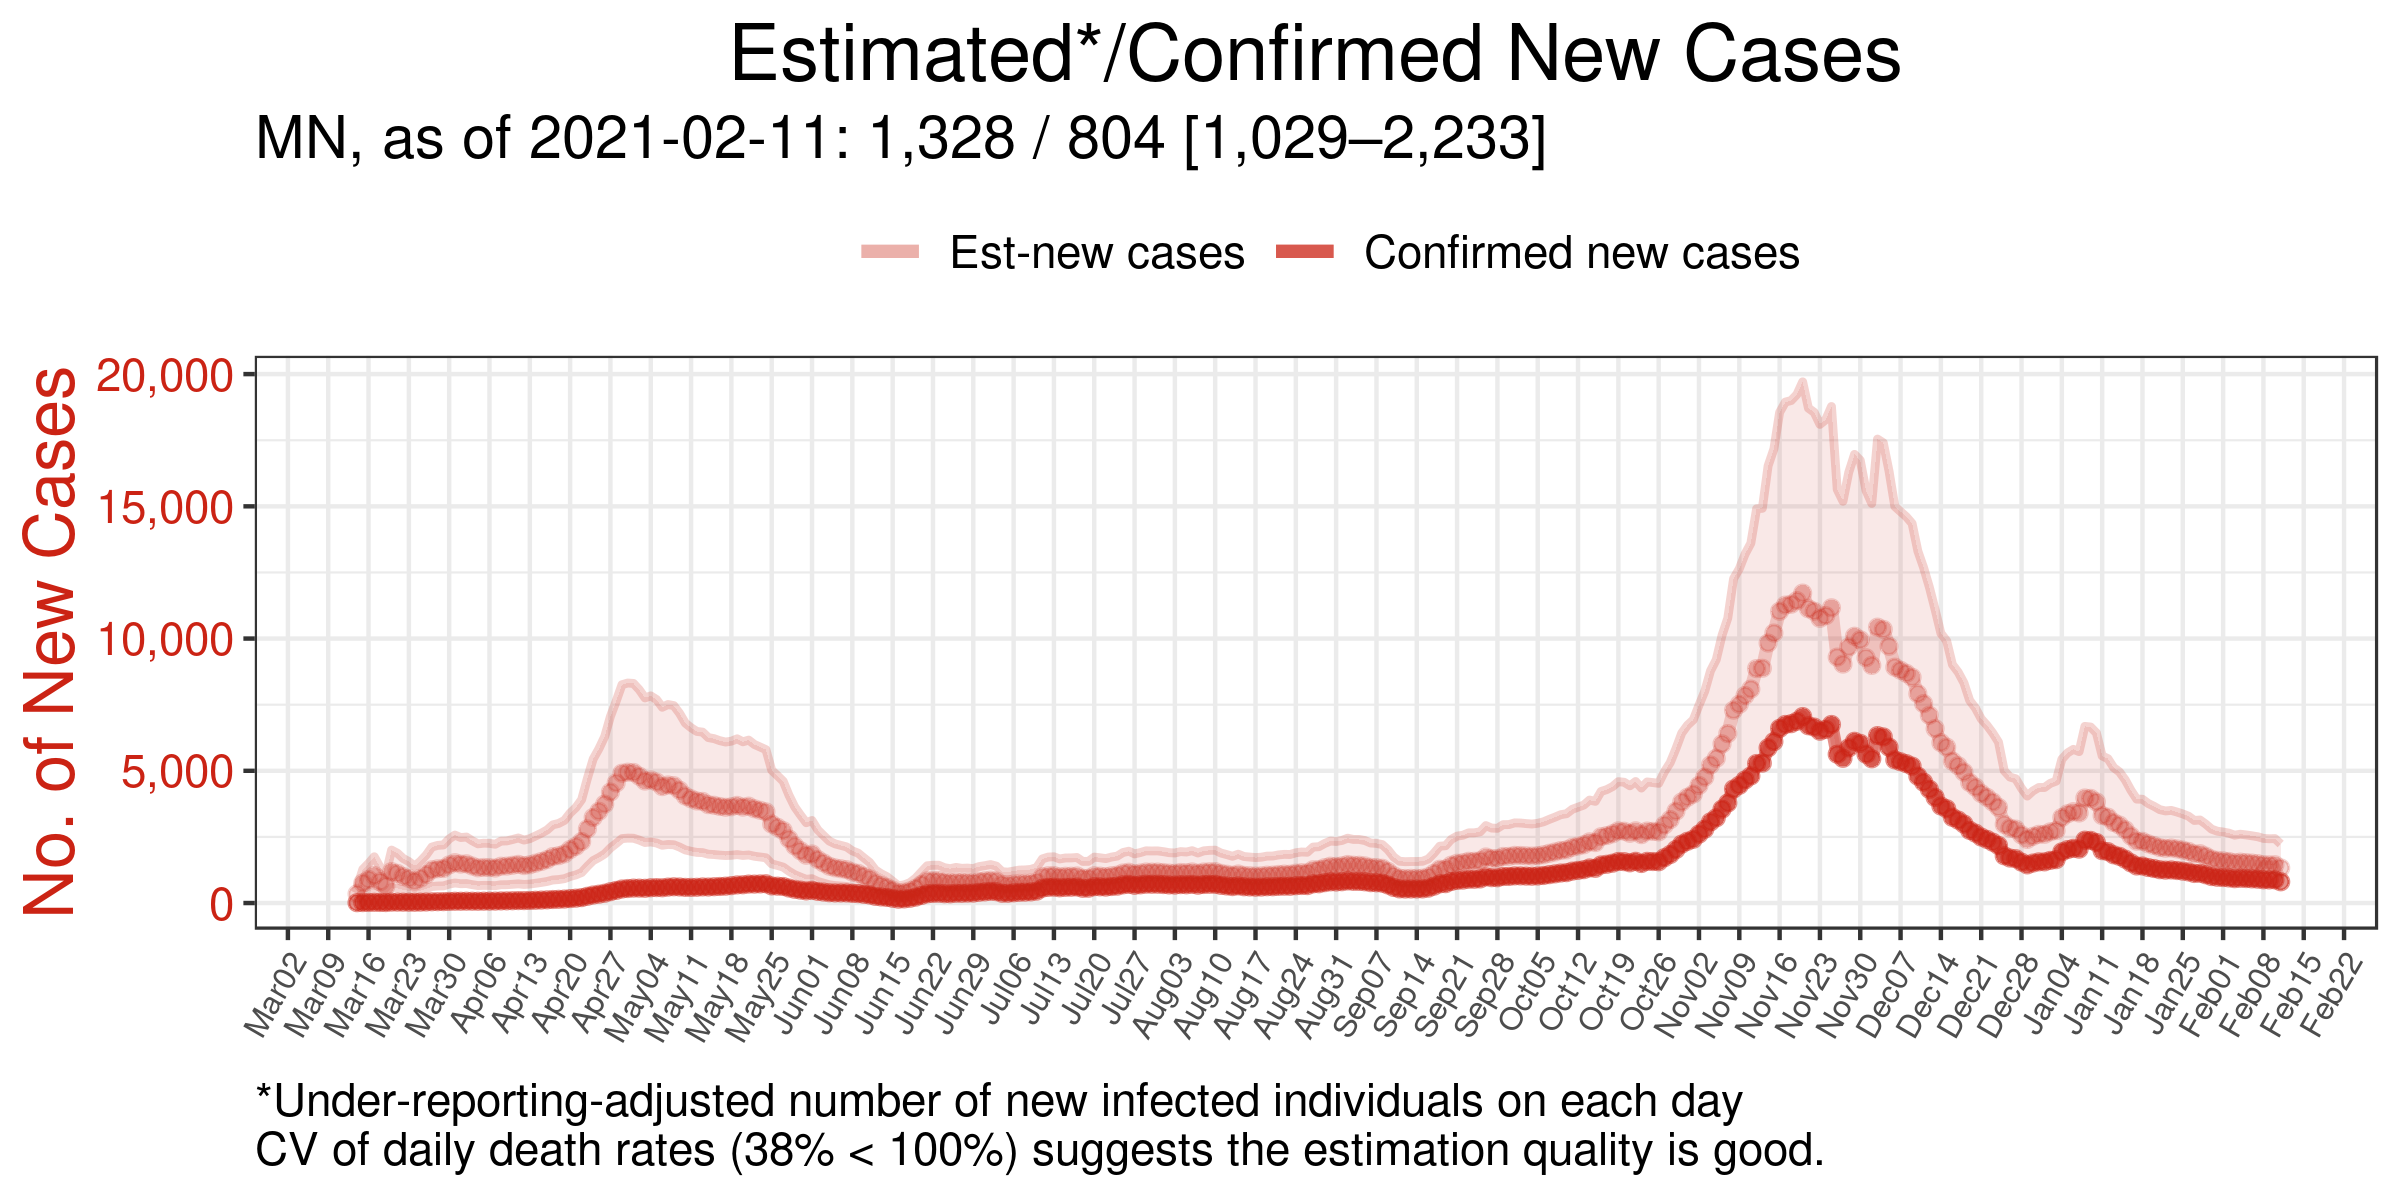 Estimated*/Confirmed New Cases
MN, as of 2021-02-11: 1,328 / 804 [1,029–2,233]
Est-new cases
Confirmed new cases
No. of New Cases
20,000
15,000
10,000
5,000
0
Mar02
Mar09
Mar16
Mar23
Mar30
Apr06
Apr13
Apr20
Apr27
May04
May11
May18
May25
Jun01
Jun08
Jun15
Jun22
Jun29
Jul06
Jul13
Jul20
Jul27
Aug03
Aug10
Aug17
Aug24
Aug31
Sep07
Sep14
Sep21
Sep28
Oct05
Oct12
Oct19
Oct26
Nov02
Nov09
Nov16
Nov23
Nov30
Dec07
Dec14
Dec21
Dec28
Jan04
Jan11
Jan18
Jan25
Feb01
Feb08
Feb15
Feb22
*Under-reporting-adjusted number of new infected individuals on each day
CV of daily death rates (38% < 100%) suggests the estimation quality is good.